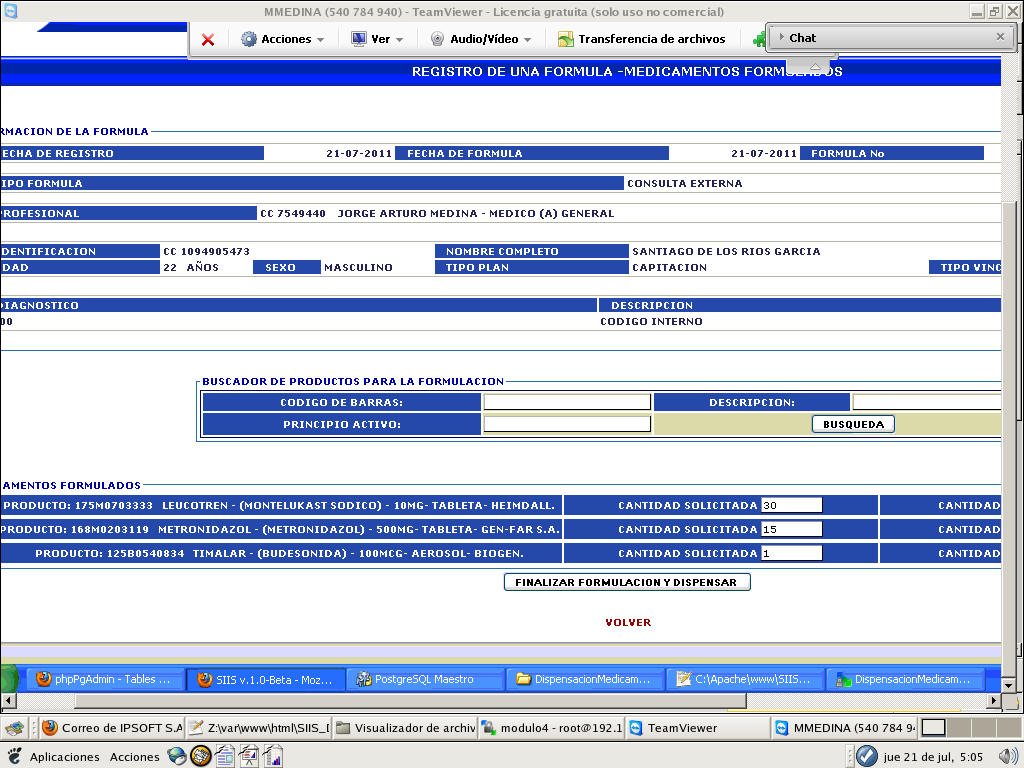 MMEDINA (540 784 940) - TeamViewer - Licencia gratuita (solo uso no comercial)
Acciones Ver Audio/Vídeo Transferencia de archivos Chat
REGISTRO DE UNA FORMULA -MEDICAMENTOS FORMULADOS
RMACION DE LA FORMULA
ECHA DE REGISTRO 21-07-2011 FECHA DE FORMULA 21-07-2011 FORMULA No
IPO FORMULA CONSULTA EXTERNA
PROFESIONAL CC 7549440 JORGE ARTURO MEDINA - MEDICO (A) GENERAL
DENTIFICACION CC 1094905473 NOMBRE COMPLETO SANTIAGO DE LOS RIOS GARCIA
DAD 22 AÑOS SEXO MASCULINO TIPO PLAN CAPITACION TIPO VINC
DIAGNOSTICO DESCRIPCION
00 CODIGO INTERNO
BUSCADOR DE PRODUCTOS PARA LA FORMULACION
CODIGO DE BARRAS: DESCRIPCION:
PRINCIPIO ACTIVO: BUSQUEDA
AMENTOS FORMULADOS
PRODUCTO: 175M0703333 LEUCOTREN - (MONTELUKAST SODICO) - 10MG- TABLETA- HEIMDALL. CANTIDAD SOLICITADA 30 CANTIDAD
PRODUCTO: 168M0203119 METRONIDAZOL - (METRONIDAZOL) - 500MG- TABLETA- GEN-FAR S.A. CANTIDAD SOLICITADA 15 CANTIDAD
PRODUCTO: 125B0540834 TIMALAR - (BUDESONIDA) - 100MCG- AEROSOL- BIOGEN. CANTIDAD SOLICITADA 1 CANTIDAD
FINALIZAR FORMULACION Y DISPENSAR
VOLVER
phpPgAdmin - Tables ... SIIS v.1.0-Beta - Moz... PostgreSQL Maestro DispensacionMedicam... C:\Apache\www\SIIS... DispensacionMedicam...
Correo de IPSOFT S.A Z:\var\www\html\SIIS_ Visualizador de archiv modulo4 - root@192.1 TeamViewer MMEDINA (540 784 94
Aplicaciones Acciones jue 21 de jul, 5:05